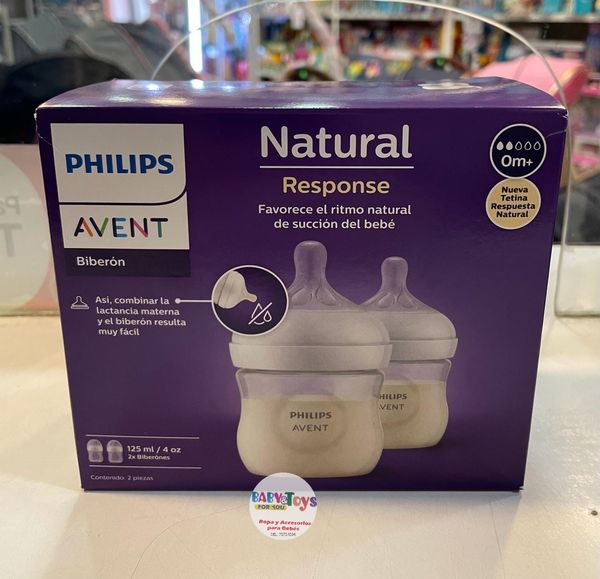 PHILIPS
AVENT
Biberón
Natural
Response
Favorece el ritmo natural
de succión del bebé
0m+
Nueva
Tetina
Respuesta
Natural
Así, combinar la
lactancia materna
y el biberón resulta
muy fácil
PHILIPS
AVENT
PHILIPS
AVENT
125 ml / 4 oz
2x Biberones
Contenido: 2 piezas
BABY & Toys
FOR YOU
Ropa y Accesorios
para Bebés